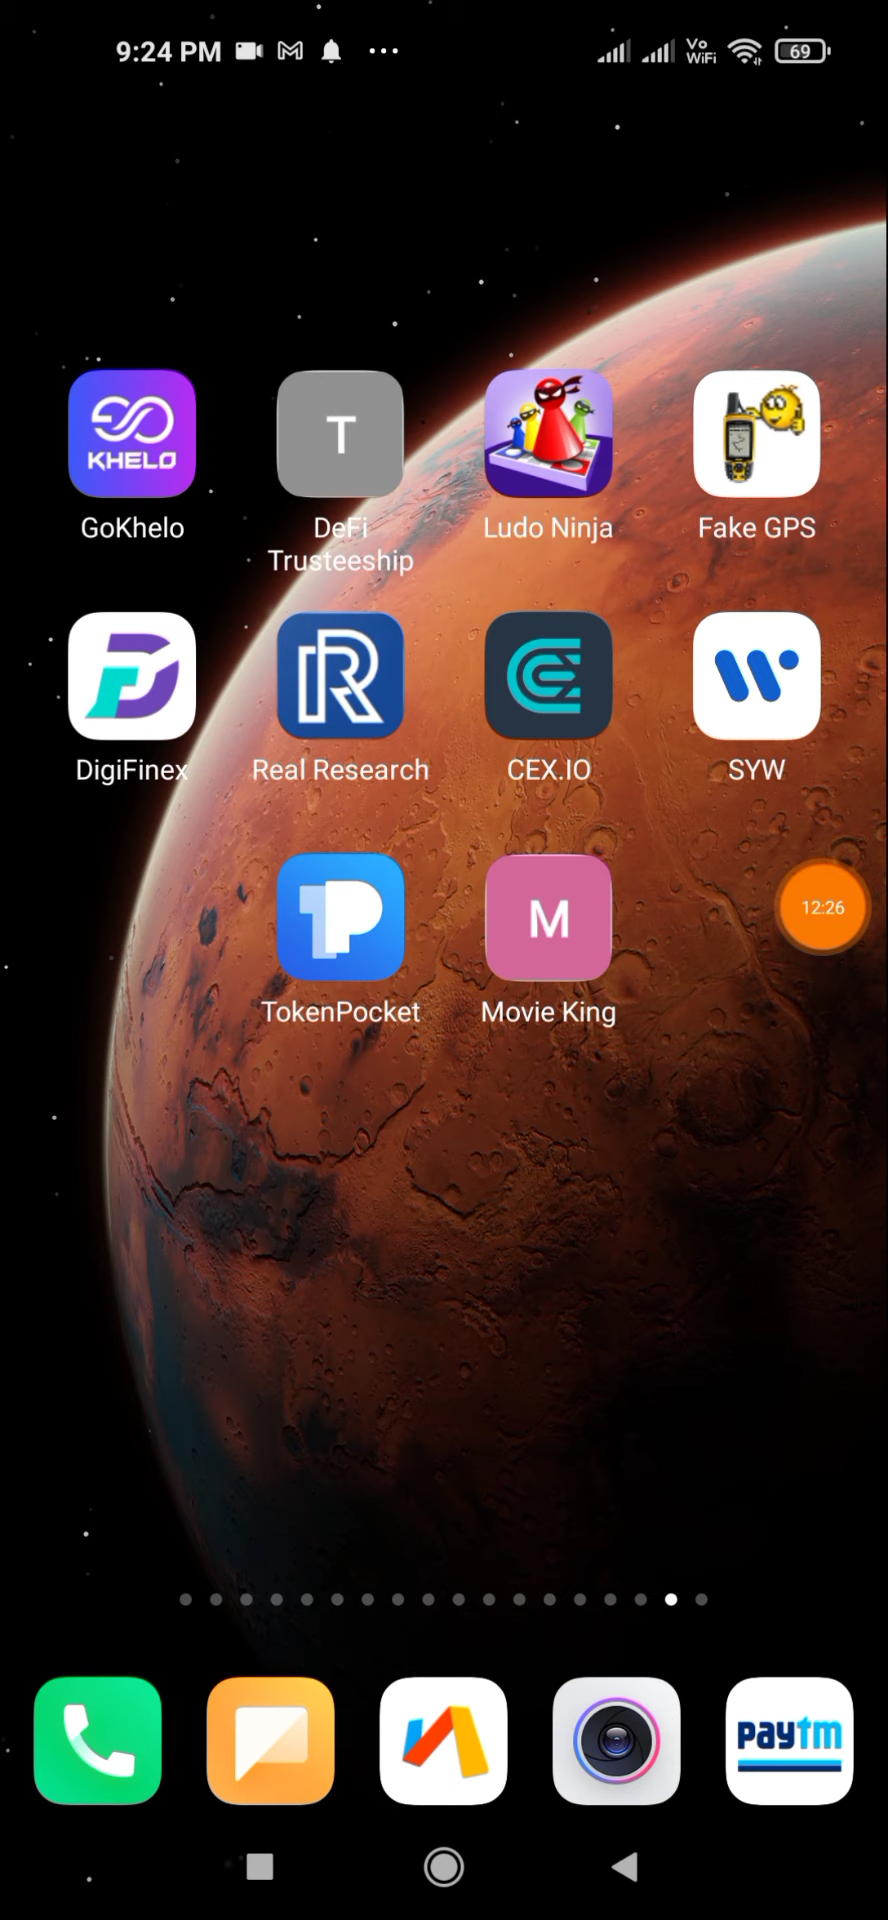 9:24 PM
Vo
WiFi
69
KHELO
T
GoKhelo
DeFi
Trusteeship
Ludo Ninja
Fake GPS
DigiFinex
Real Research
CEX.IO
SYW
12:26
M
TokenPocket
Movie King
paytm